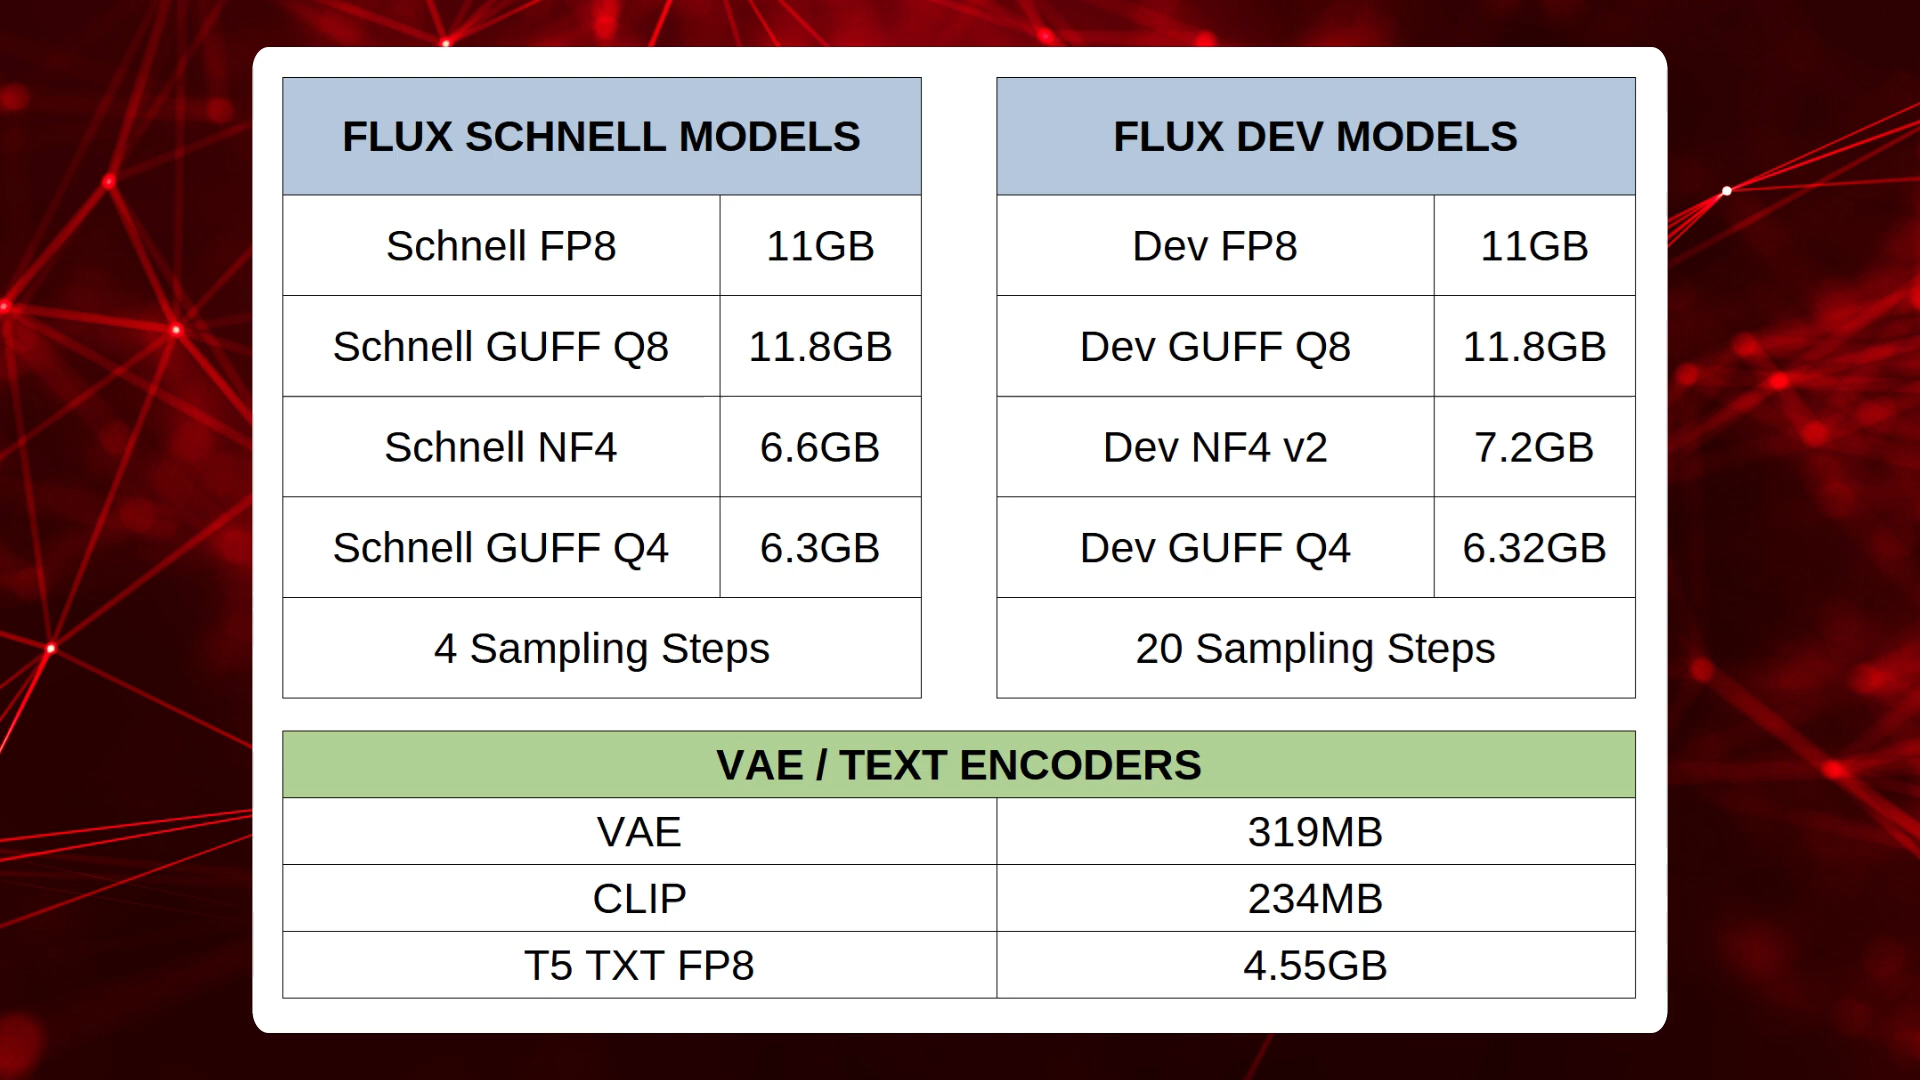 FLUX SCHNELL MODELS
Schnell FP8 11GB
Schnell GUFF Q8 11.8GB
Schnell NF4 6.6GB
Schnell GUFF Q4 6.3GB
4 Sampling Steps
FLUX DEV MODELS
Dev FP8 11GB
Dev GUFF Q8 11.8GB
Dev NF4 v2 7.2GB
Dev GUFF Q4 6.32GB
20 Sampling Steps
VAE / TEXT ENCODERS
VAE 319MB
CLIP 234MB
T5 TXT FP8 4.55GB